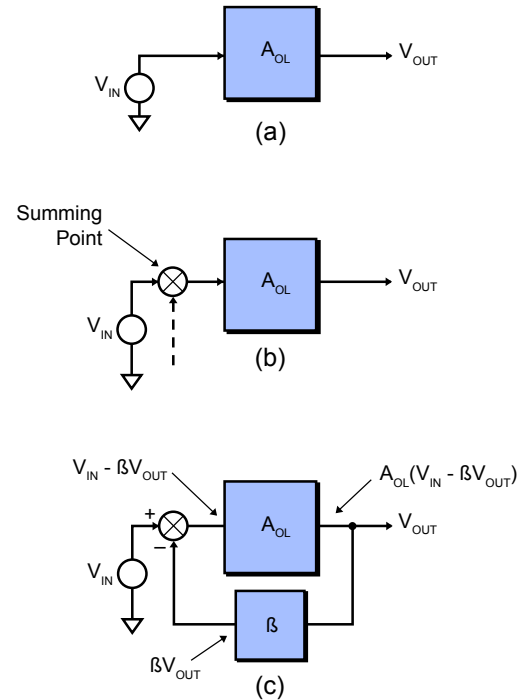 A_OL
V_IN
V_OUT
(a)
Summing
Point
A_OL
V_IN
V_OUT
(b)
V_IN - ßV_OUT
A_OL(V_IN - ßV_OUT)
+
A_OL
V_OUT
–
V_IN
ß
ßV_OUT
(c)